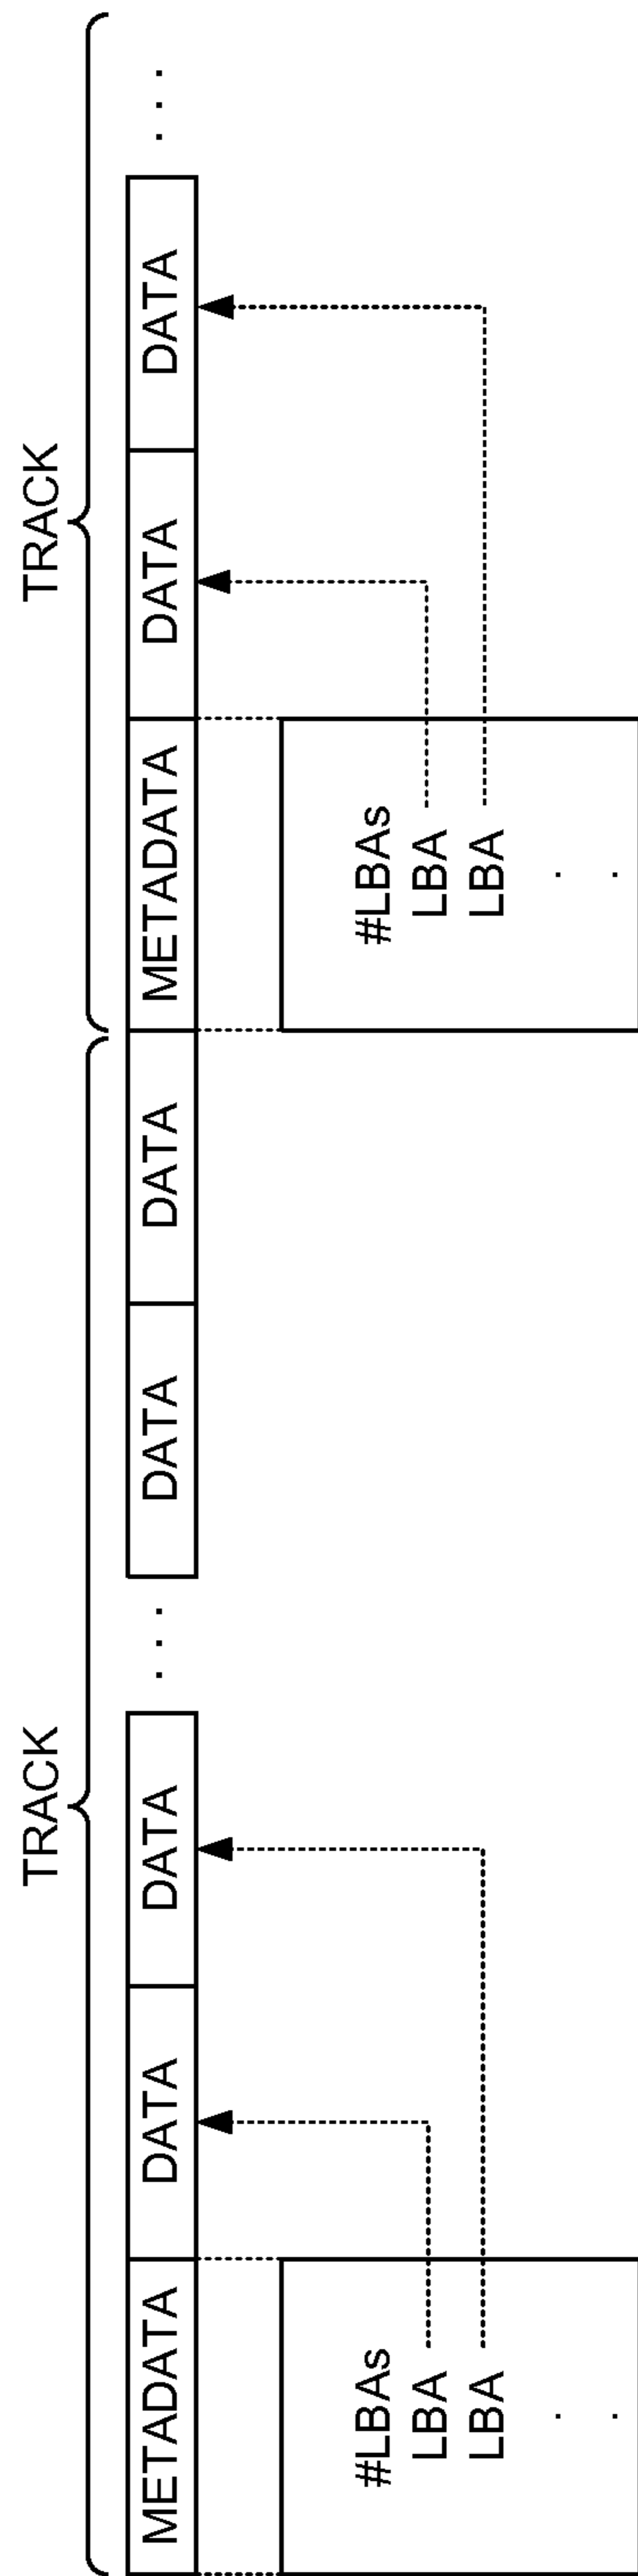 TRACK TRACK
METADATA DATA DATA . . . DATA DATA METADATA DATA DATA . . .
#LBAs #LBAs
LBA LBA
LBA LBA
. .
. .